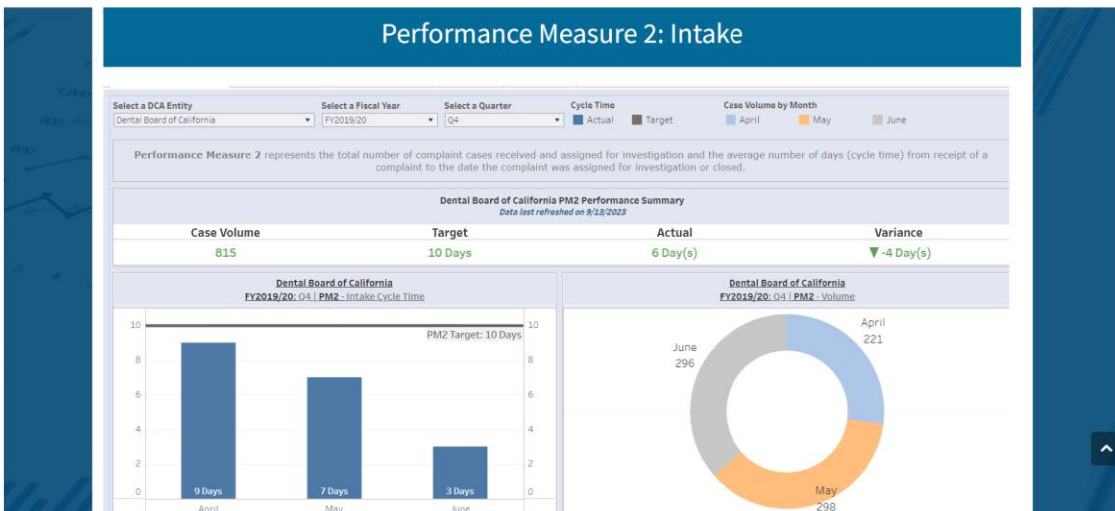 Performance Measure 2: Intake
Select a DCA Entity
Select a Fiscal Year
Select a Quarter
Cycle Time
Case Volume by Month
Dental Board of California
FY2019/20
Q4
Actual
Target
April
May
June
Performance Measure 2 represents the total number of complaint cases received and assigned for investigation and the average number of days (cycle time) from receipt of a
complaint to the date the complaint was assigned for investigation or closed.
Dental Board of California PM2 Performance Summary
Data last refreshed on 9/13/2023
Case Volume
Target
Actual
Variance
815
10 Days
6 Day(s)
▼ -4 Day(s)
Dental Board of California
FY2019/20: Q4 | PM2 - Intake Cycle Time
10
8
6
4
2
0
PM2 Target: 10 Days
10
8
6
4
2
0
9 Days
7 Days
3 Days
April
May
June
Dental Board of California
FY2019/20: Q4 | PM2 - Volume
April
221
June
296
May
298